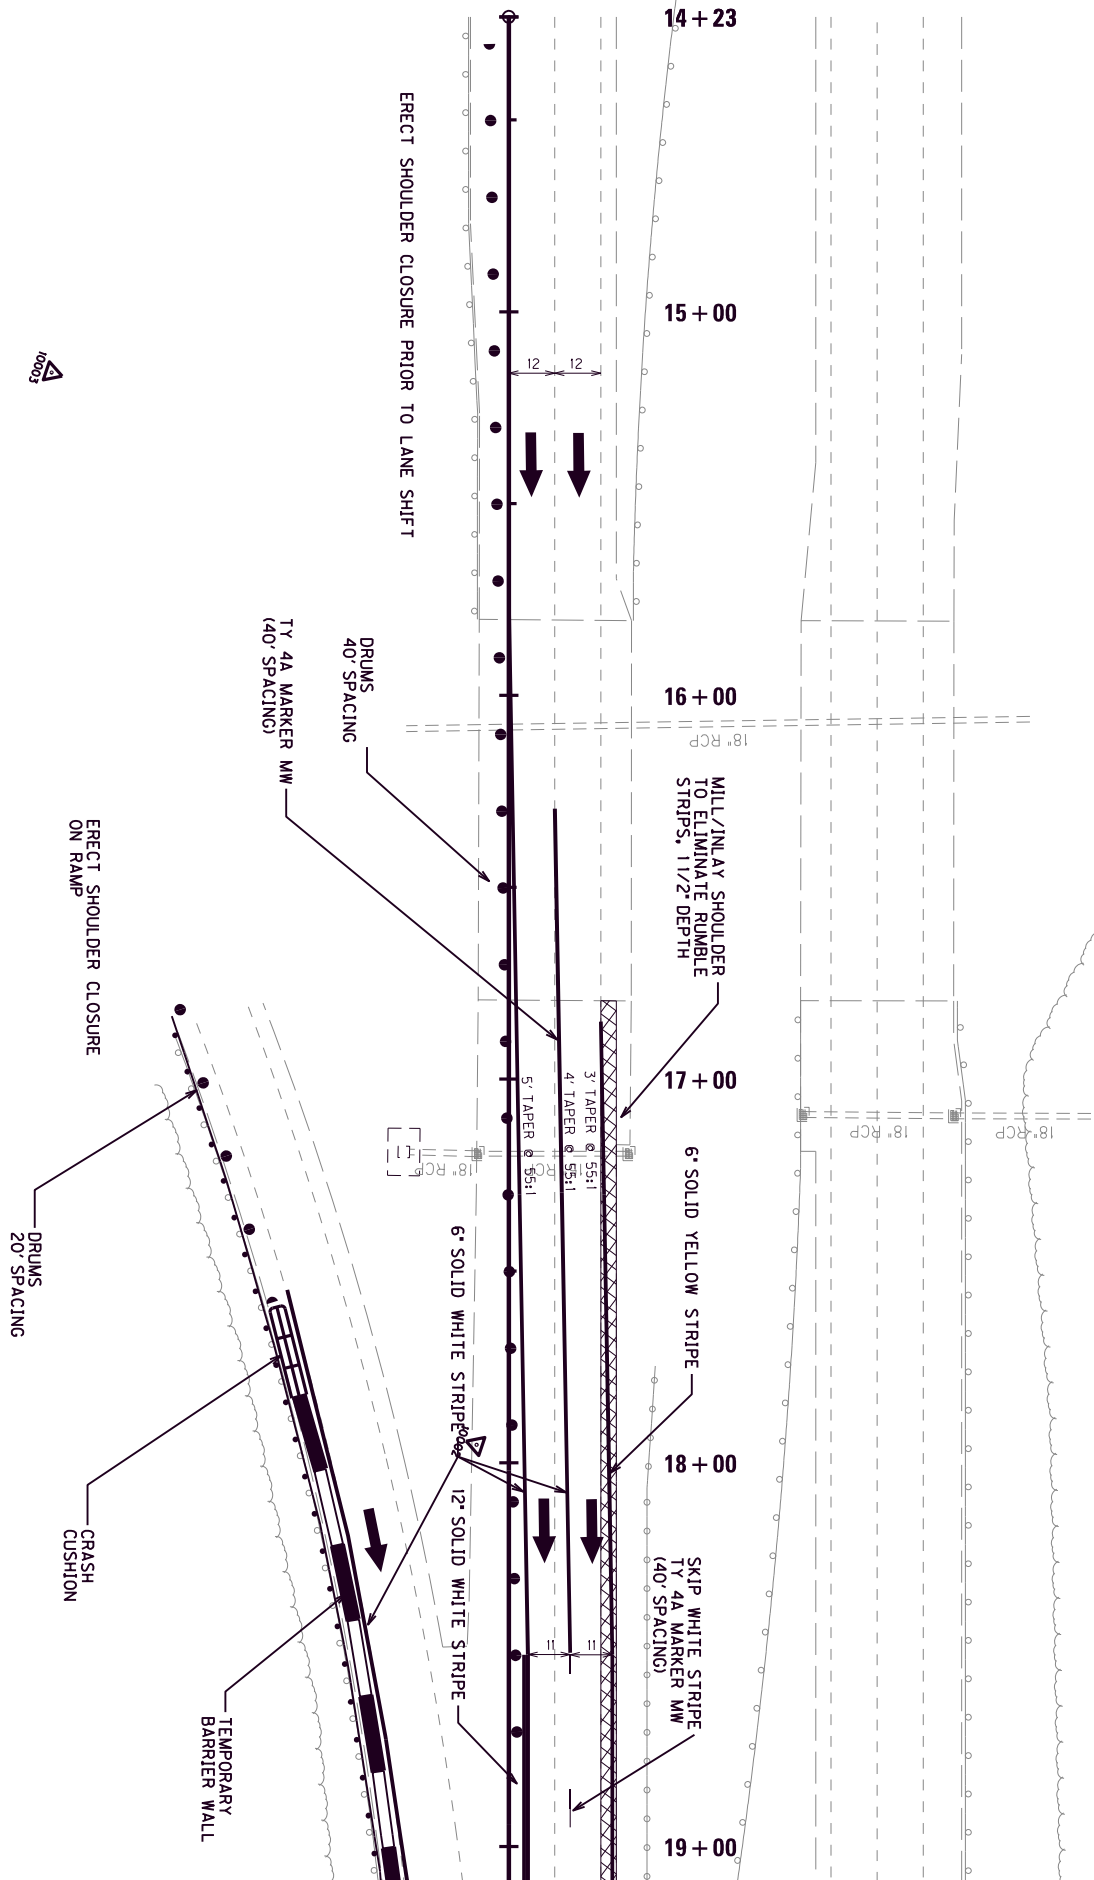 14+23
ERECT SHOULDER CLOSURE PRIOR TO LANE SHIFT
15+00
12
12
10003
TY 4A MARKER MW
(40' SPACING)
DRUMS
40' SPACING
16+00
18" RCP
MILL/INLAY SHOULDER
TO ELIMINATE RUMBLE
STRIPS, 11/2" DEPTH
ERECT SHOULDER CLOSURE
ON RAMP
17+00
5' TAPER @ 55:1
4' TAPER @ 55:1
3' TAPER @ 55:1
18" RCP
18" RCP
18" RCP
18" RCP
6" SOLID YELLOW STRIPE
DRUMS
20' SPACING
6" SOLID WHITE STRIPE
10002
18+00
12" SOLID WHITE STRIPE
CRASH
CUSHION
SKIP WHITE STRIPE
TY 4A MARKER MW
(40' SPACING)
11
11
TEMPORARY
BARRIER WALL
19+00